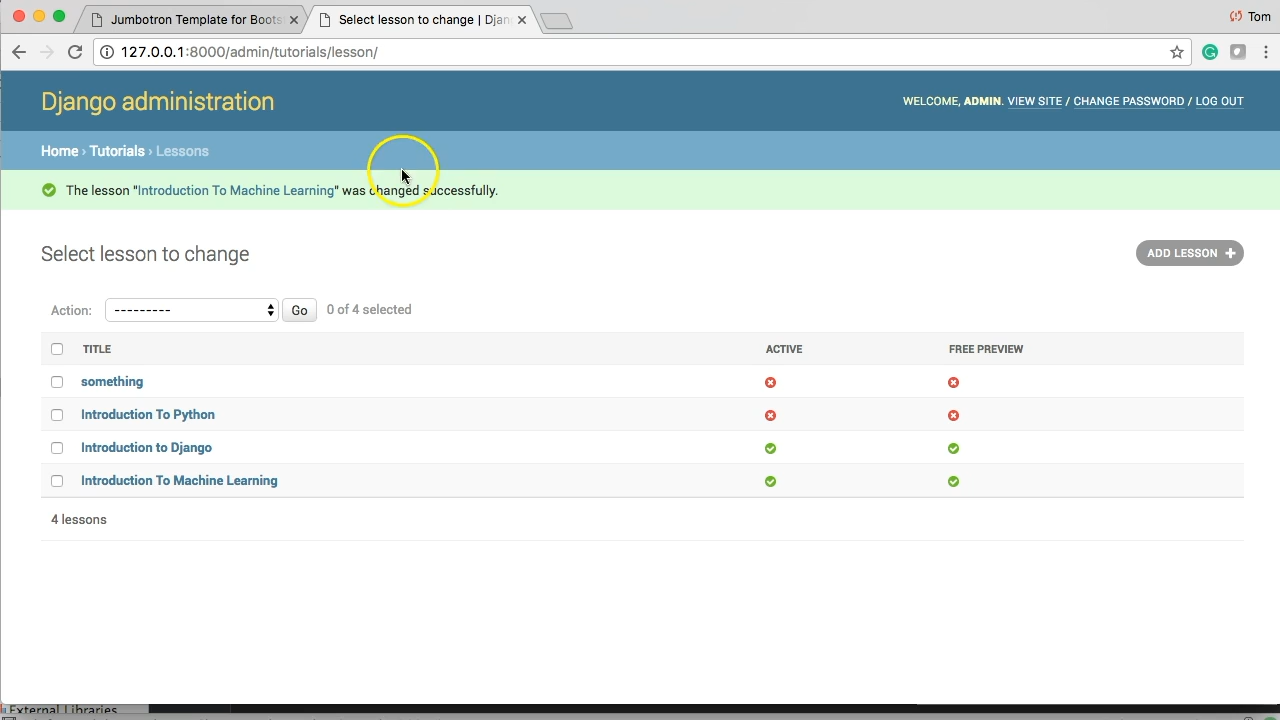 Jumbotron Template for Boots
Select lesson to change | Djan
Tom
127.0.0.1:8000/admin/tutorials/lesson/
Django administration
WELCOME, ADMIN. VIEW SITE / CHANGE PASSWORD / LOG OUT
Home › Tutorials › Lessons
The lesson "Introduction To Machine Learning" was changed successfully.
Select lesson to change
ADD LESSON +
Action: --------- Go 0 of 4 selected
TITLE ACTIVE FREE PREVIEW
something
Introduction To Python
Introduction to Django
Introduction To Machine Learning
4 lessons
External Libraries